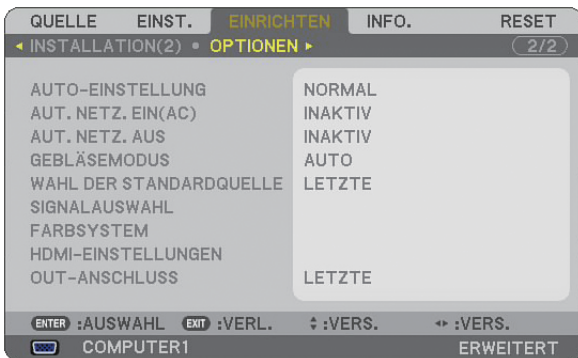 QUELLE EINST. EINRICHTEN INFO. RESET
INSTALLATION(2) • OPTIONEN 2/2
AUTO-EINSTELLUNG NORMAL
AUT. NETZ. EIN(AC) INAKTIV
AUT. NETZ. AUS INAKTIV
GEBLÄSEMODUS AUTO
WAHL DER STANDARDQUELLE LETZTE
SIGNALAUSWAHL
FARBSYSTEM
HDMI-EINSTELLUNGEN
OUT-ANSCHLUSS LETZTE
ENTER :AUSWAHL EXIT :VERL. :VERS. :VERS.
COMPUTER1 ERWEITERT